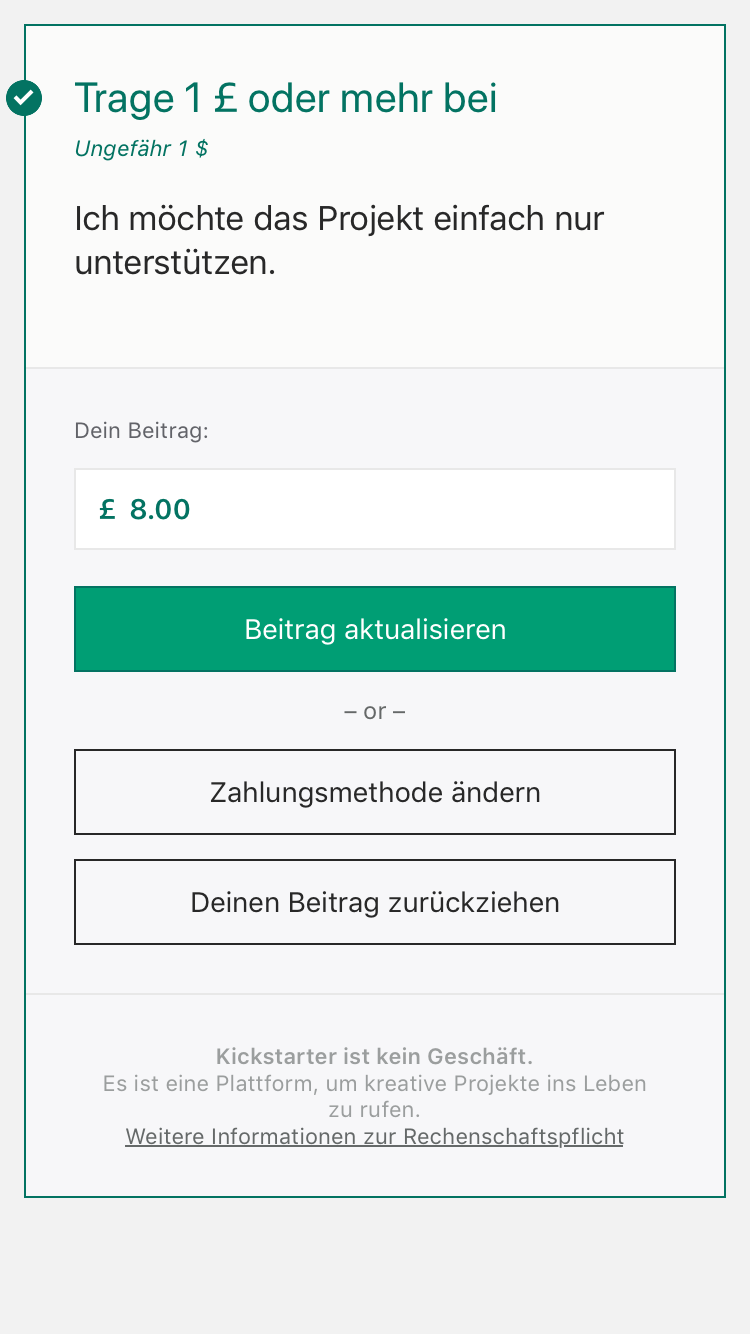 Trage 1 £ oder mehr bei
Ungefähr 1 $
Ich möchte das Projekt einfach nur
unterstützen.
Dein Beitrag:
£ 8.00
Beitrag aktualisieren
– or –
Zahlungsmethode ändern
Deinen Beitrag zurückziehen
Kickstarter ist kein Geschäft.
Es ist eine Plattform, um kreative Projekte ins Leben
zu rufen.
Weitere Informationen zur Rechenschaftspflicht